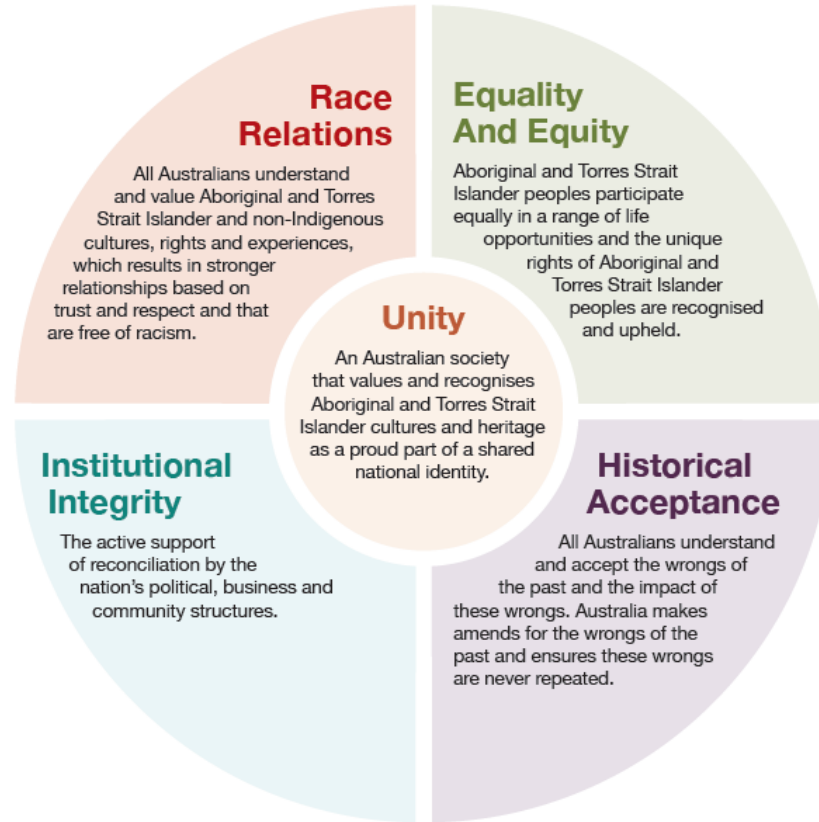 Race
Relations
All Australians understand
and value Aboriginal and Torres
Strait Islander and non-Indigenous
cultures, rights and experiences,
which results in stronger
relationships based on
trust and respect and that
are free of racism.
Equality
And Equity
Aboriginal and Torres Strait
Islander peoples participate
equally in a range of life
opportunities and the unique
rights of Aboriginal and
Torres Strait Islander
peoples are recognised
and upheld.
Unity
An Australian society
that values and recognises
Aboriginal and Torres Strait
Islander cultures and heritage
as a proud part of a shared
national identity.
Institutional
Integrity
The active support
of reconciliation by the
nation's political, business and
community structures.
Historical
Acceptance
All Australians understand
and accept the wrongs of
the past and the impact of
these wrongs. Australia makes
amends for the wrongs of the
past and ensures these wrongs
are never repeated.